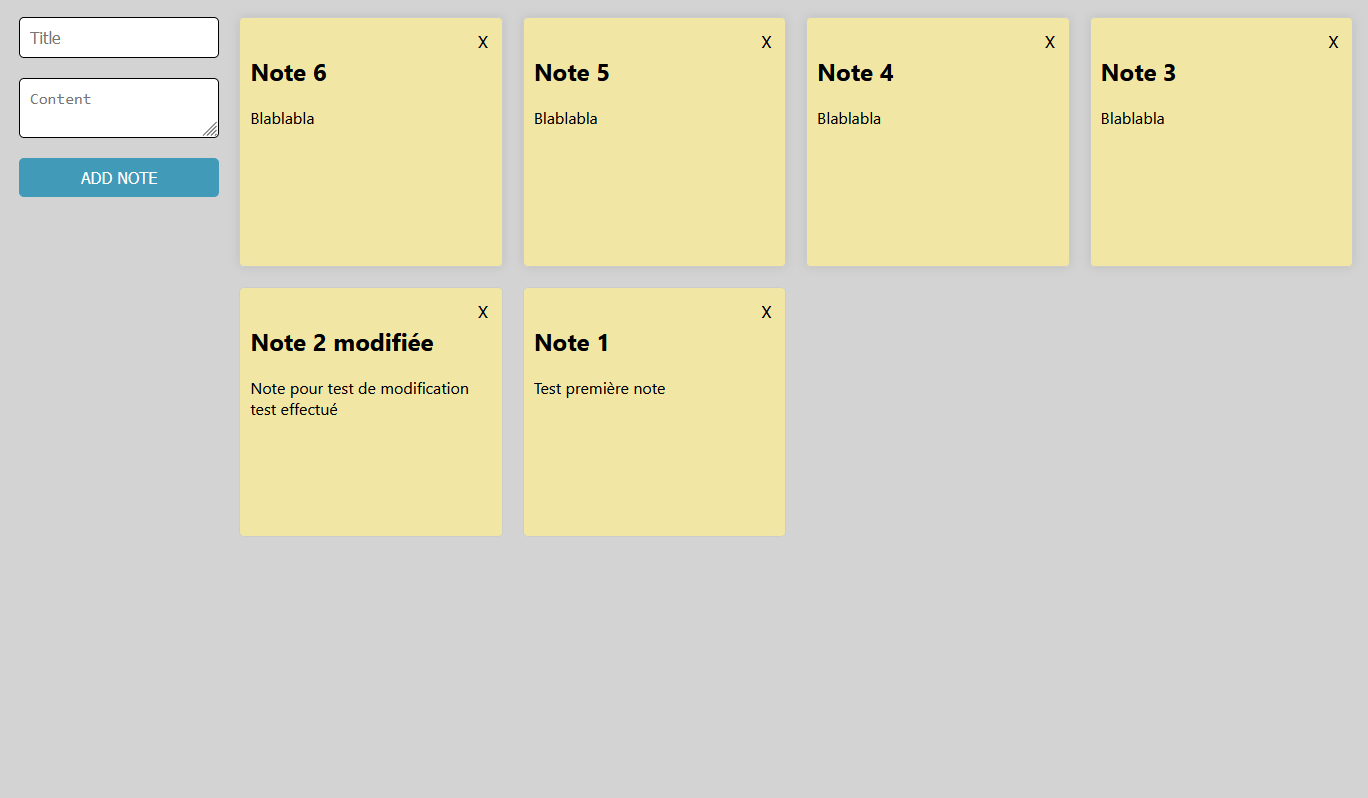 Title
Content
ADD NOTE
X
Note 6
Blablabla
X
Note 5
Blablabla
X
Note 4
Blablabla
X
Note 3
Blablabla
X
Note 2 modifiée
Note pour test de modification
test effectué
X
Note 1
Test première note